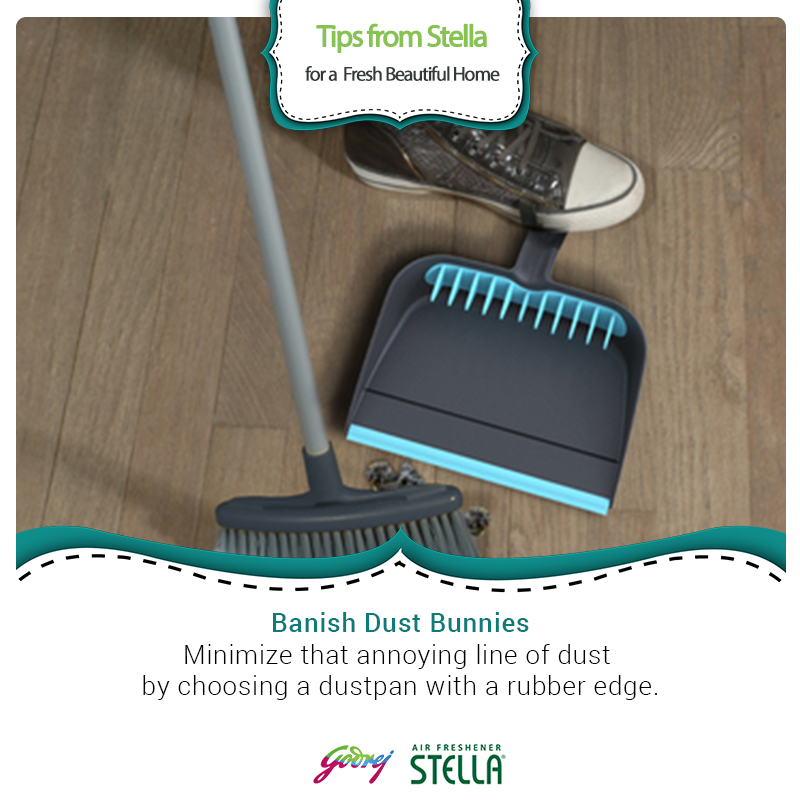 Tips from Stella
for a Fresh Beautiful Home
Banish Dust Bunnies
Minimize that annoying line of dust
by choosing a dustpan with a rubber edge.
Godrej
AIR FRESHENER
STELLA